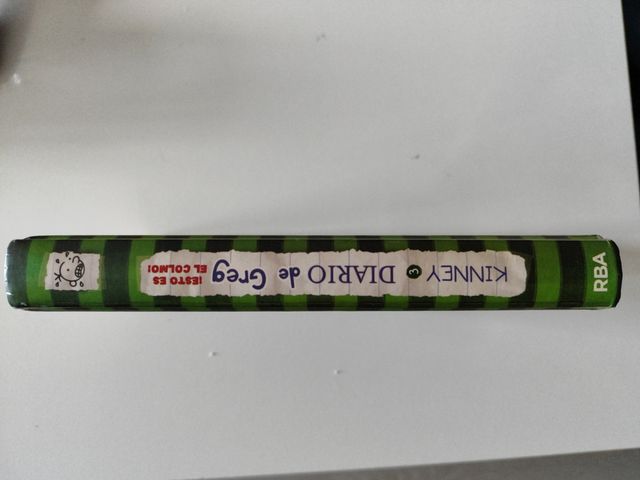 KINNEY 3 DIARIO de Greg
¡ESTO ES
EL COLMO!
RBA